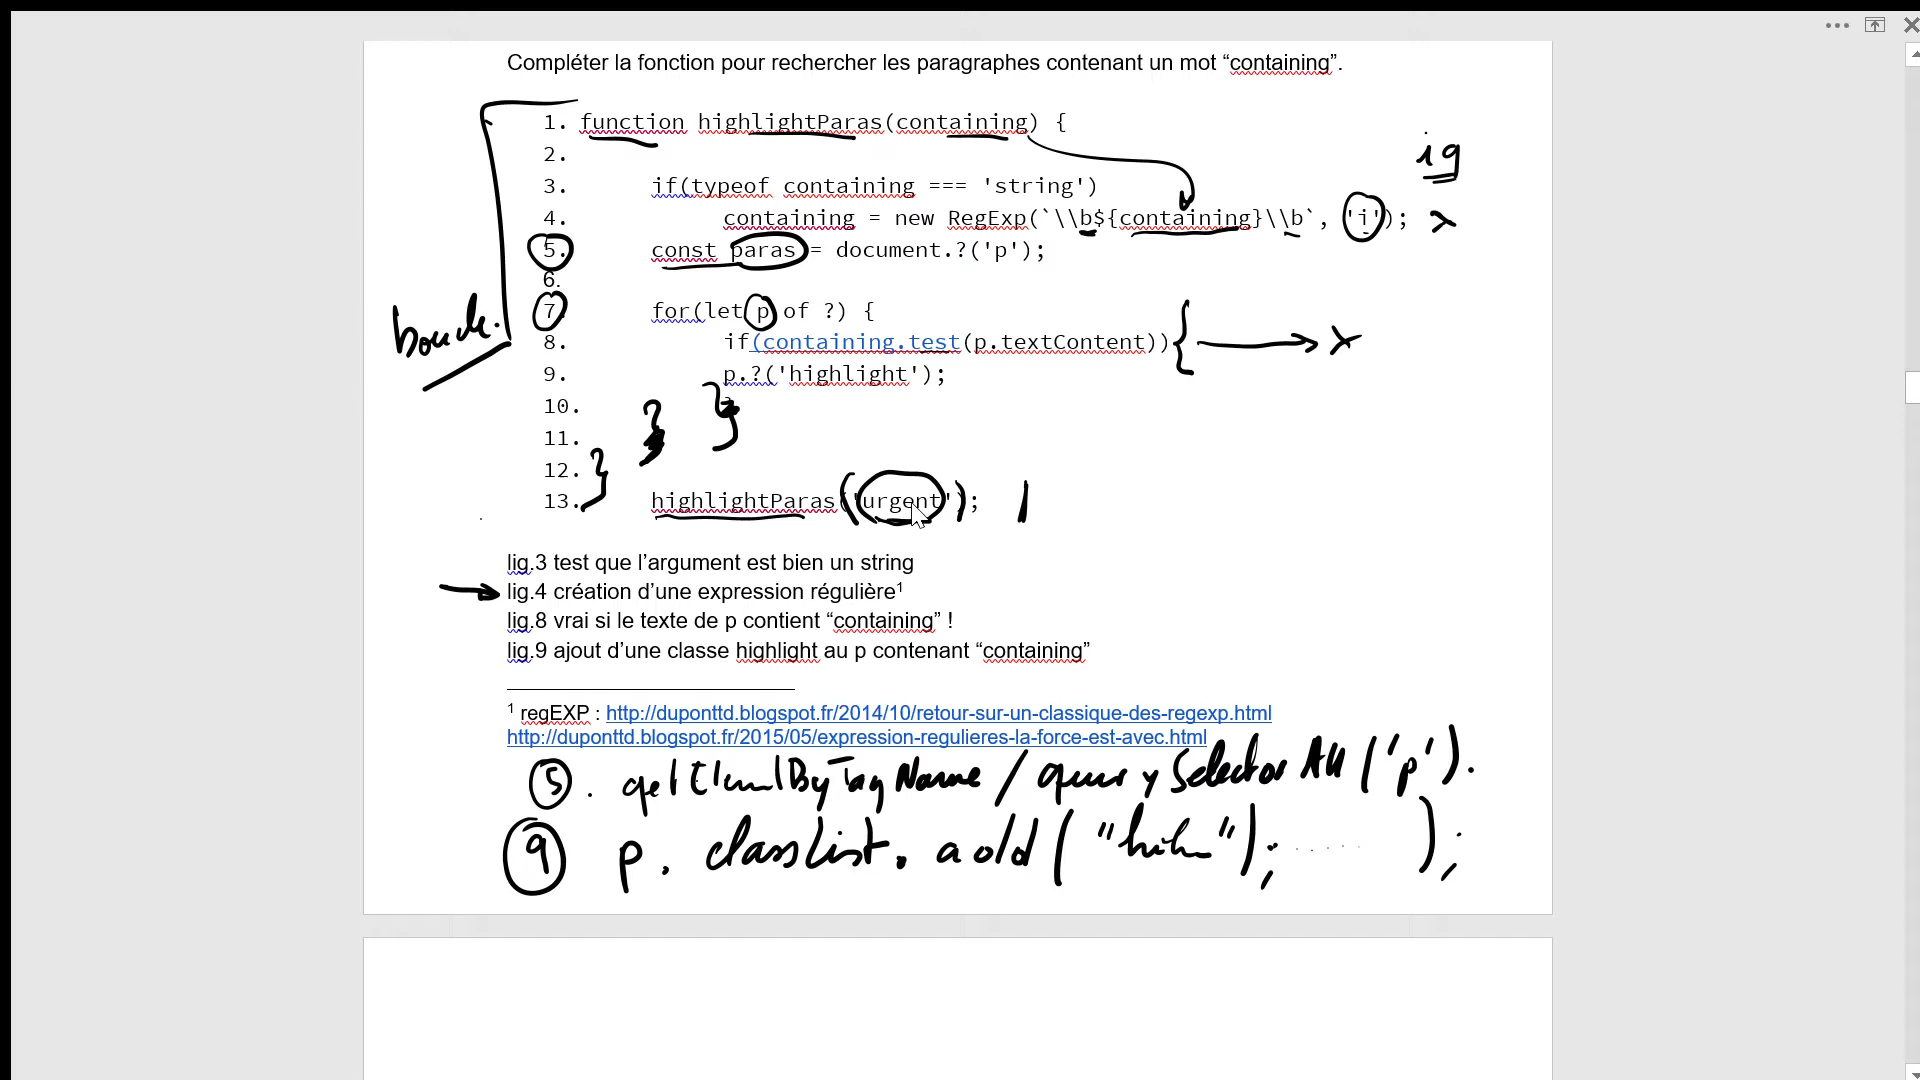 Compléter la fonction pour rechercher les paragraphes contenant un mot “containing”.
1. function highlightParas(containing) {
2.
ig
3. if(typeof containing === 'string')
4. containing = new RegExp(`\\b${containing}\\b`, 'i');
5. const paras = document.?('p');
6.
7. for(let p of ?) {
boucle.
8. if(containing.test(p.textContent)) {
9. p.?('highlight');
10. }
11. }
12. }
13. highlightParas('urgent');
lig.3 test que l’argument est bien un string
lig.4 création d’une expression régulière¹
lig.8 vrai si le texte de p contient “containing” !
lig.9 ajout d’une classe highlight au p contenant “containing”
¹ regEXP : http://duponttd.blogspot.fr/2014/10/retour-sur-un-classique-des-regexp.html
http://duponttd.blogspot.fr/2015/05/expression-regulieres-la-force-est-avec.html
5. getElementByTagName / querySelectorAll('p').
9 p. classList. add( " "); );